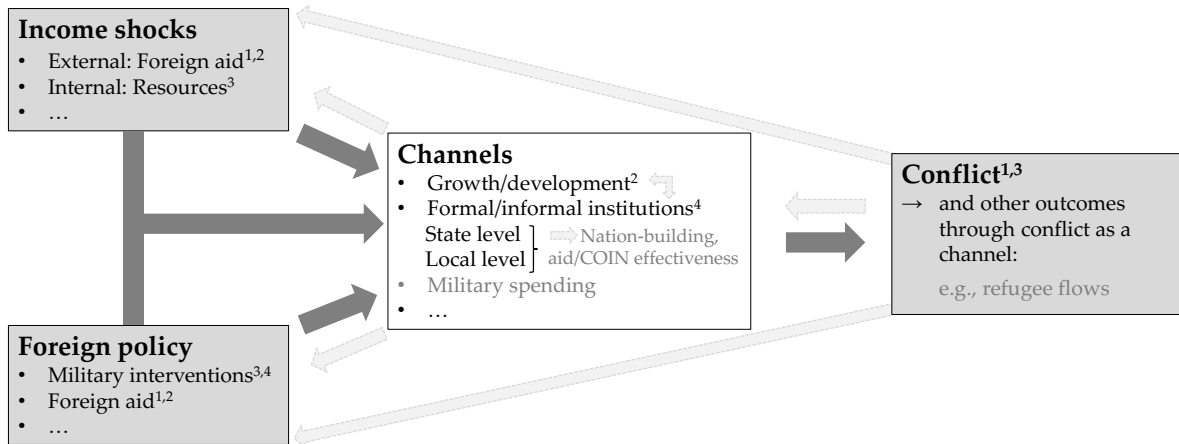 Income shocks
• External: Foreign aid1,2
• Internal: Resources3
• …
Channels
• Growth/development2
• Formal/informal institutions4
State level
Local level
Nation-building,
aid/COIN effectiveness
• Military spending
• …
Conflict1,3
→ and other outcomes
through conflict as a
channel:
e.g., refugee flows
Foreign policy
• Military interventions3,4
• Foreign aid1,2
• …